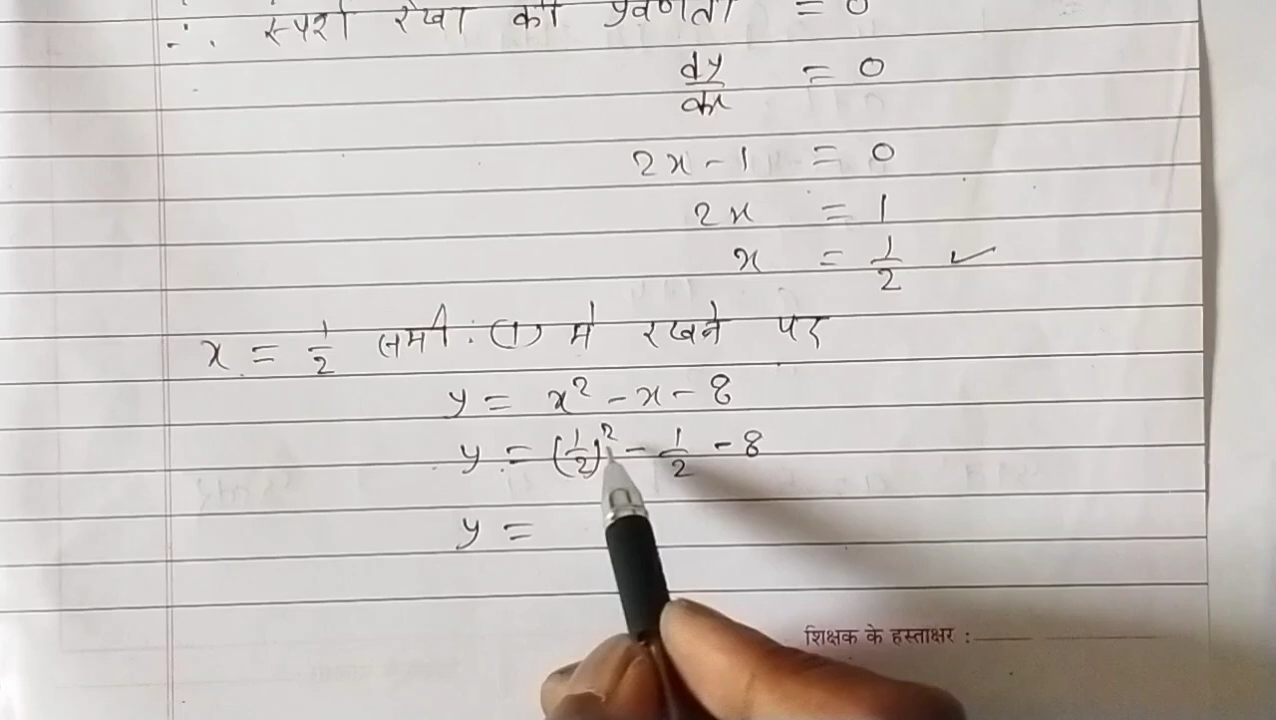 ∴ स्पर्श रेखा की प्रवणता = 0
dy/dx = 0
2x - 1 = 0
2x = 1
x = 1/2 ✓
x = 1/2 समी. (1) मे रखने पर
y = x² - x - 8
y = (1/2)² - 1/2 - 8
y =
शिक्षक के हस्ताक्षर :